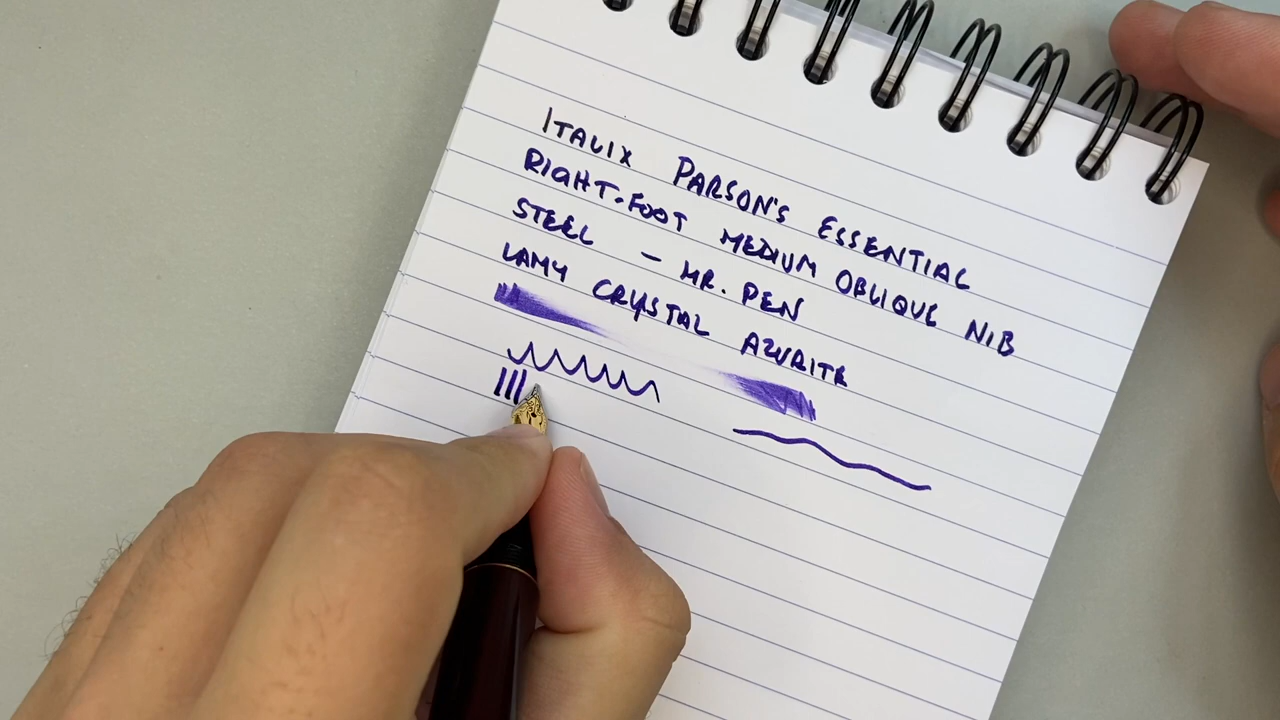 ITALIX PARSON'S ESSENTIAL
RIGHT-FOOT MEDIUM OBLIQUE NIB
STEEL - MR. PEN
LAMY CRYSTAL AZURITE